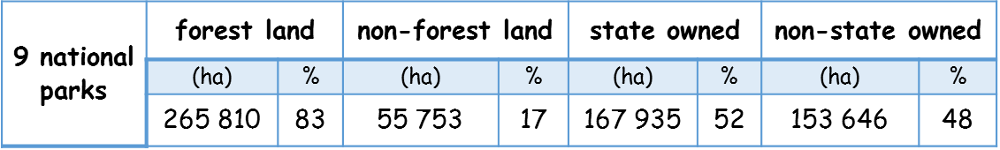 9 national parks
forest land non-forest land state owned non-state owned
(ha) % (ha) % (ha) % (ha) %
265 810 83 55 753 17 167 935 52 153 646 48